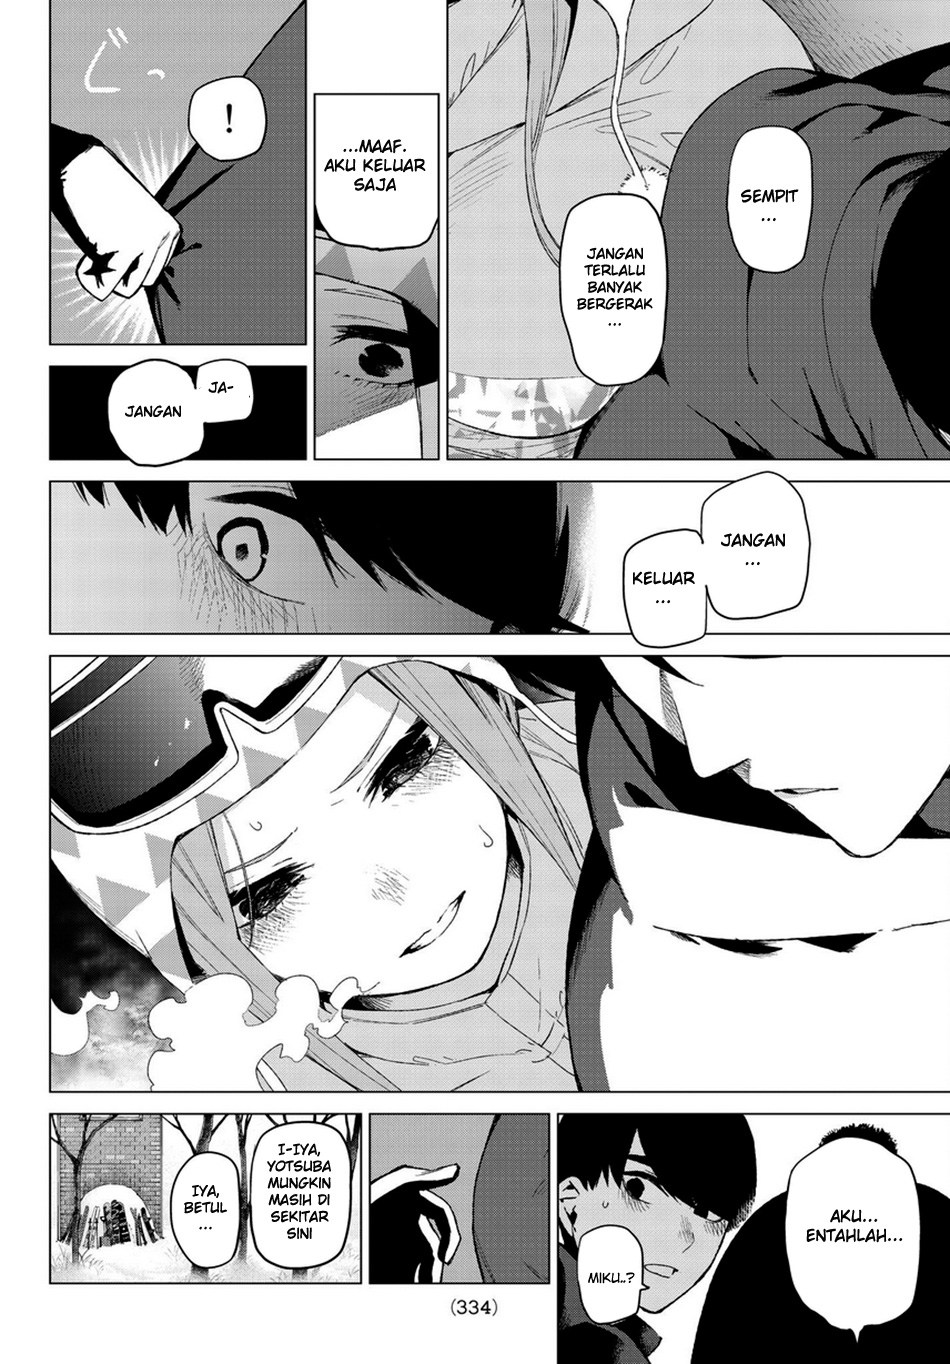 SEMPIT
...
JANGAN
TERLALU
BANYAK
BERGERAK
...
...MAAF.
AKU KELUAR
SAJA
!
JA-
JANGAN
JANGAN
...
KELUAR
...
AKU...
ENTAHLAH...
MIKU..?
I-IYA,
YOTSUBA
MUNGKIN
MASIH DI
SEKITAR
SINI
IYA,
BETUL
...
(334)